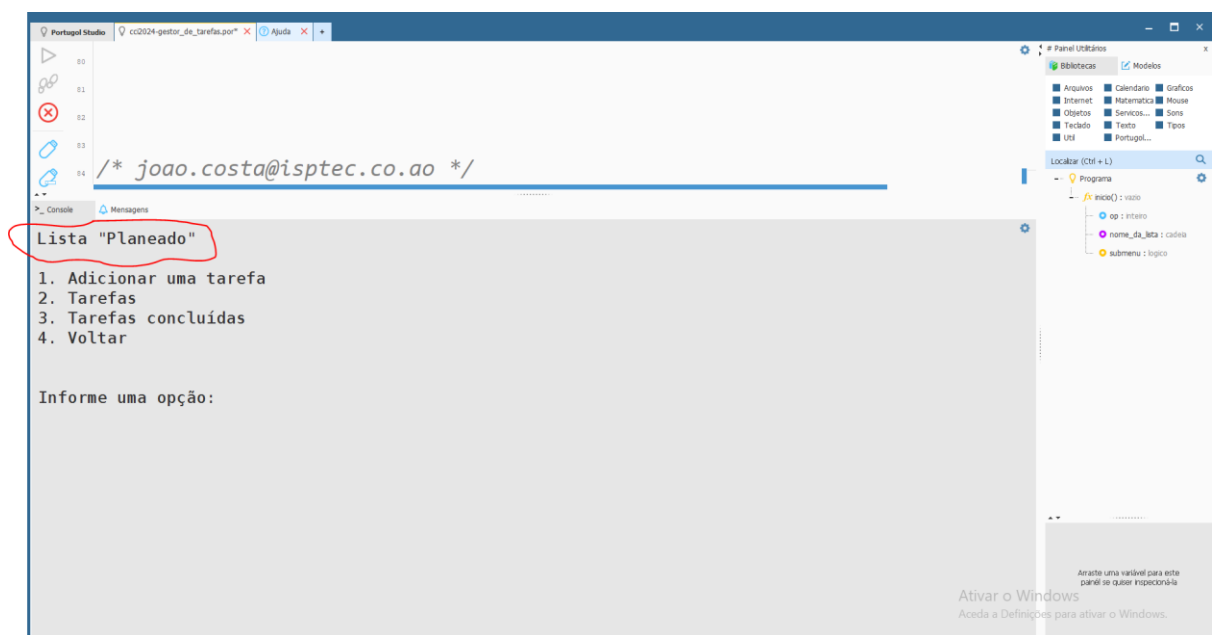 Portugol Studio
cci2024-gestor_de_tarefas.por*
Ajuda
+
80
81
82
83
84 /* joao.costa@isptec.co.ao */
# Painel Utilitários x
Bibliotecas Modelos
Arquivos Calendario Graficos
Internet Matematica Mouse
Objetos Servicos... Sons
Teclado Texto Tipos
Util Portugol...
Localizar (Ctrl + L)
Programa
fx inicio() : vazio
op : inteiro
nome_da_lista : cadeia
submenu : logico
>_ Console Mensagens
Lista "Planeado"
1. Adicionar uma tarefa
2. Tarefas
3. Tarefas concluídas
4. Voltar
Informe uma opção:
Arraste uma variável para este
painél se quiser inspecioná-la
Ativar o Windows
Aceda a Definições para ativar o Windows.